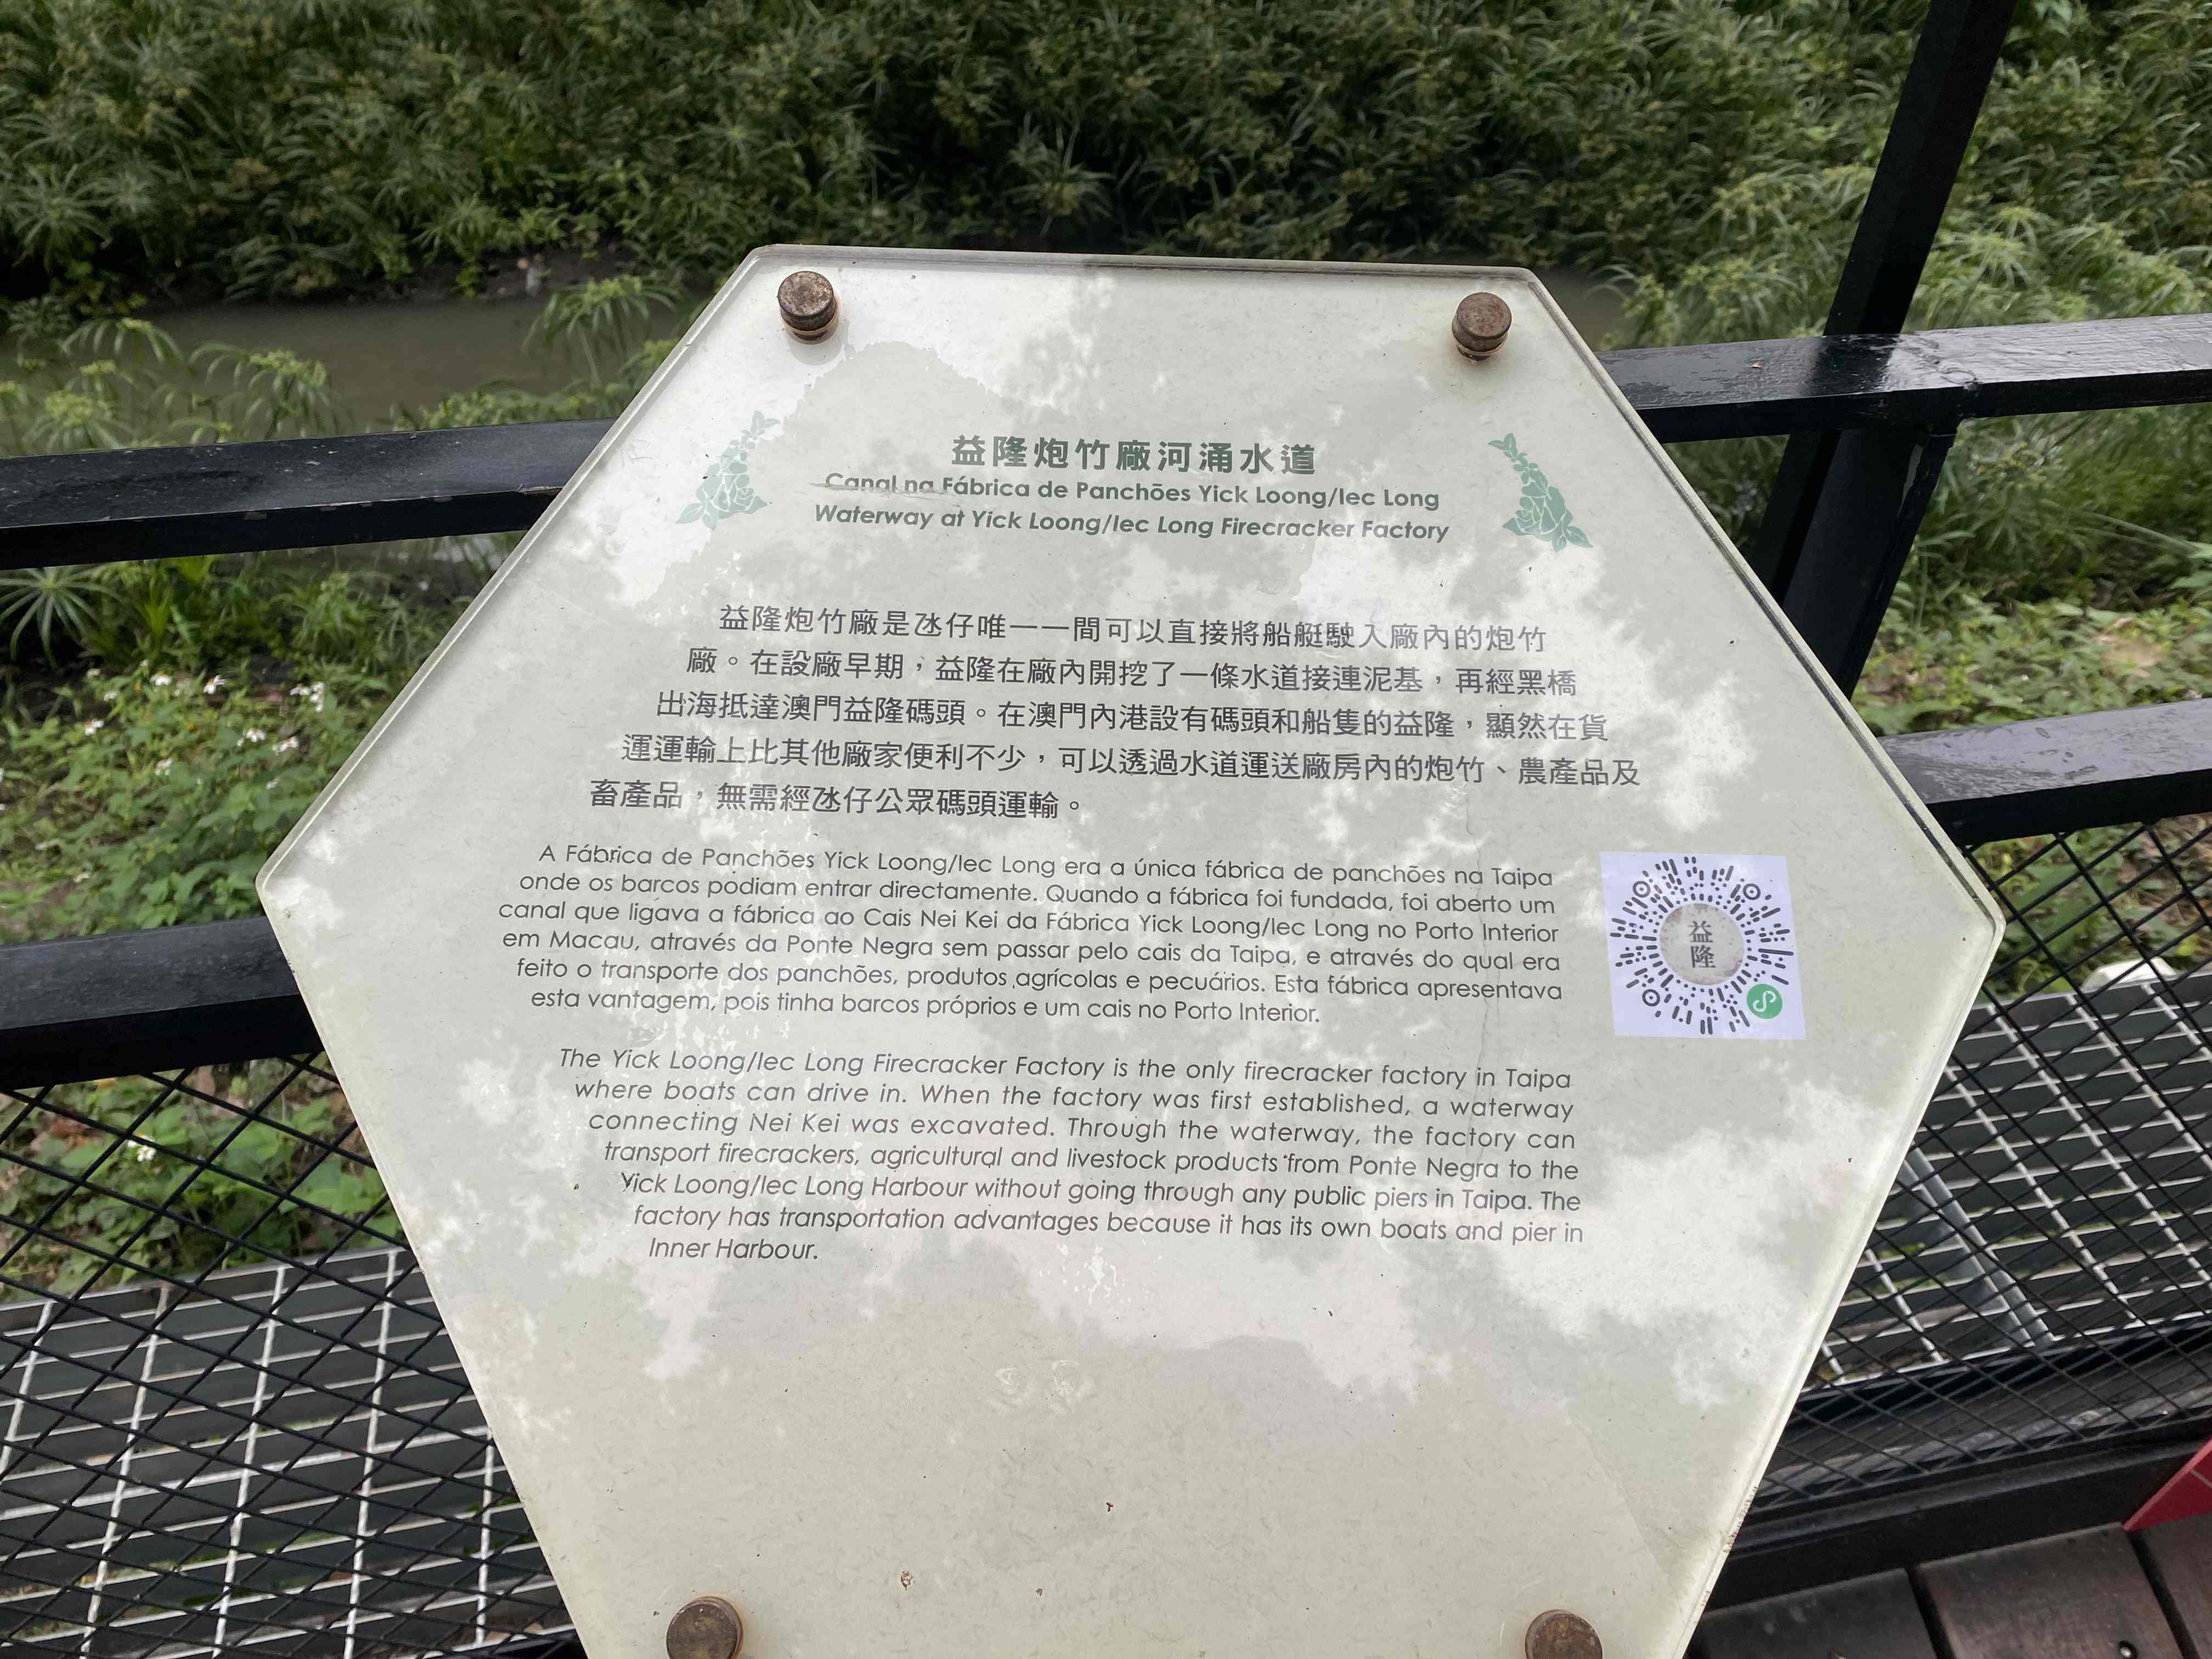 益隆炮竹廠河涌水道
Canal na Fábrica de Panchões Yick Loong/Iec Long
Waterway at Yick Loong/Iec Long Firecracker Factory
益隆炮竹廠是氹仔唯一一間可以直接將船艇駛入廠內的炮竹
廠。在設廠早期，益隆在廠內開挖了一條水道接連泥基，再經黑橋
出海抵達澳門益隆碼頭。在澳門內港設有碼頭和船隻的益隆，顯然在貨
運運輸上比其他廠家便利不少，可以透過水道運送廠房內的炮竹、農產品及
畜產品，無需經氹仔公眾碼頭運輸。
A Fábrica de Panchões Yick Loong/Iec Long era a única fábrica de panchões na Taipa
onde os barcos podiam entrar directamente. Quando a fábrica foi fundada, foi aberto um
canal que ligava a fábrica ao Cais Nei Kei da Fábrica Yick Loong/Iec Long no Porto Interior
em Macau, através da Ponte Negra sem passar pelo cais da Taipa, e através do qual era
feito o transporte dos panchões, produtos agrícolas e pecuários. Esta fábrica apresentava
esta vantagem, pois tinha barcos próprios e um cais no Porto Interior.
益
隆
The Yick Loong/Iec Long Firecracker Factory is the only firecracker factory in Taipa
where boats can drive in. When the factory was first established, a waterway
connecting Nei Kei was excavated. Through the waterway, the factory can
transport firecrackers, agricultural and livestock products from Ponte Negra to the
Yick Loong/Iec Long Harbour without going through any public piers in Taipa. The
factory has transportation advantages because it has its own boats and pier in
Inner Harbour.